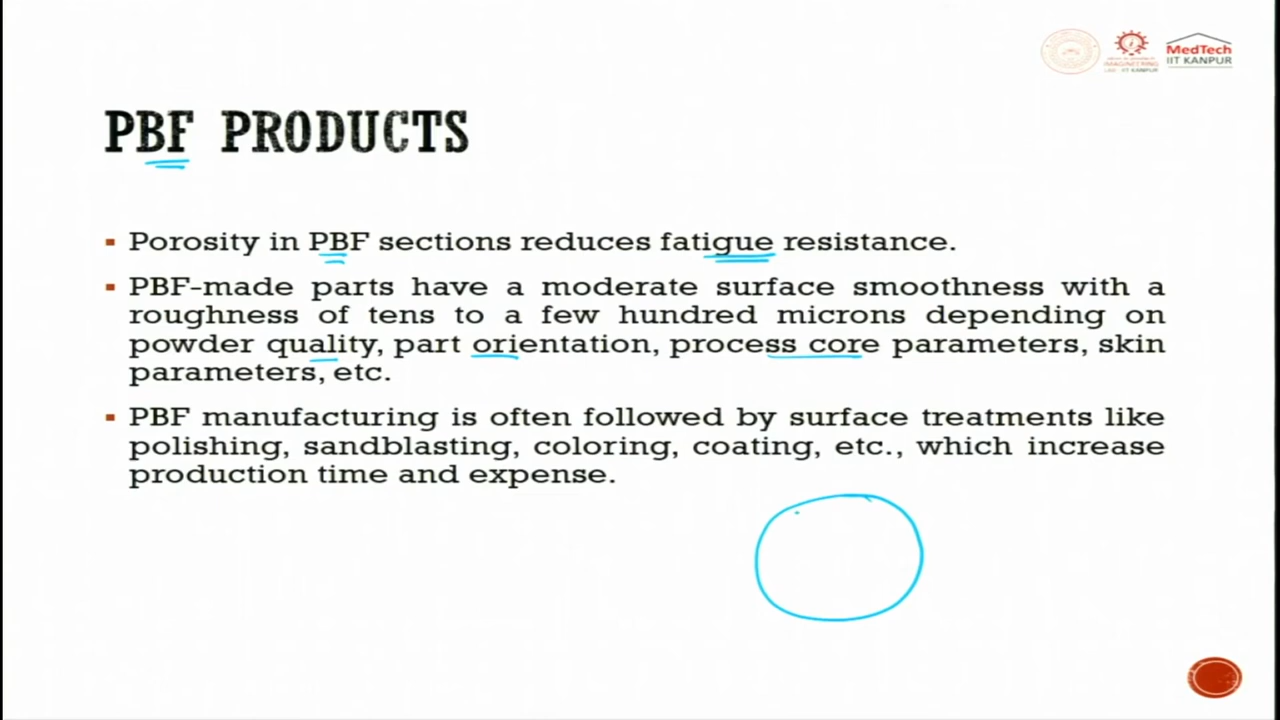 MedTech
IIT KANPUR
IMAGINEERING
PBF PRODUCTS
▪ Porosity in PBF sections reduces fatigue resistance.
▪ PBF-made parts have a moderate surface smoothness with a
roughness of tens to a few hundred microns depending on
powder quality, part orientation, process core parameters, skin
parameters, etc.
▪ PBF manufacturing is often followed by surface treatments like
polishing, sandblasting, coloring, coating, etc., which increase
production time and expense.